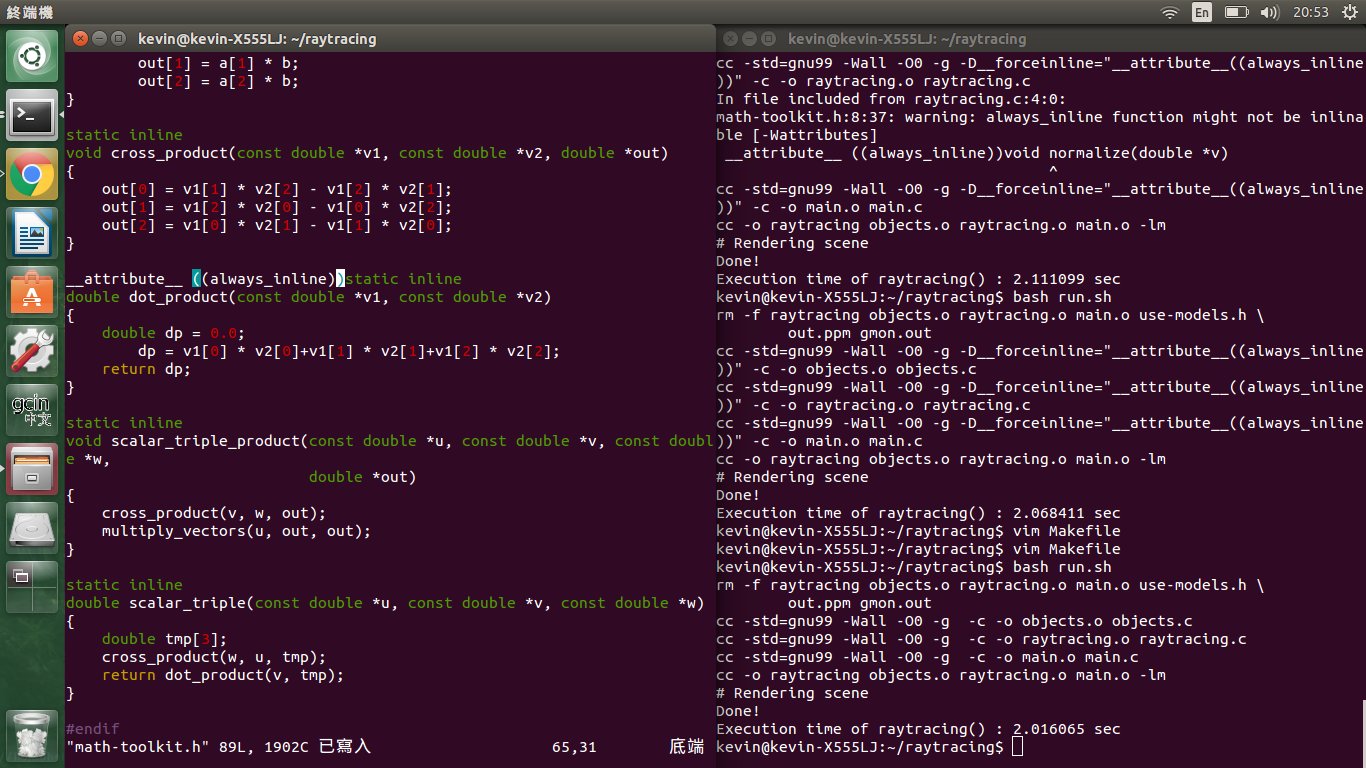 終端機
En
20:53
kevin@kevin-X555LJ: ~/raytracing
        out[1] = a[1] * b;
        out[2] = a[2] * b;
}
static inline
void cross_product(const double *v1, const double *v2, double *out)
{
    out[0] = v1[1] * v2[2] - v1[2] * v2[1];
    out[1] = v1[2] * v2[0] - v1[0] * v2[2];
    out[2] = v1[0] * v2[1] - v1[1] * v2[0];
}
__attribute__ ((always_inline))static inline
double dot_product(const double *v1, const double *v2)
{
    double dp = 0.0;
        dp = v1[0] * v2[0]+v1[1] * v2[1]+v1[2] * v2[2];
    return dp;
}
static inline
void scalar_triple_product(const double *u, const double *v, const doubl
e *w,
                           double *out)
{
    cross_product(v, w, out);
    multiply_vectors(u, out, out);
}
static inline
double scalar_triple(const double *u, const double *v, const double *w)
{
    double tmp[3];
    cross_product(w, u, tmp);
    return dot_product(v, tmp);
}
#endif
"math-toolkit.h" 89L, 1902C 已寫入                    65,31        底端
kevin@kevin-X555LJ: ~/raytracing
cc -std=gnu99 -Wall -O0 -g -D__forceinline="__attribute__((always_inline
))" -c -o raytracing.o raytracing.c
In file included from raytracing.c:4:0:
math-toolkit.h:8:37: warning: always_inline function might not be inlina
ble [-Wattributes]
 __attribute__ ((always_inline))void normalize(double *v)
                                     ^
cc -std=gnu99 -Wall -O0 -g -D__forceinline="__attribute__((always_inline
))" -c -o main.o main.c
cc -o raytracing objects.o raytracing.o main.o -lm
# Rendering scene
Done!
Execution time of raytracing() : 2.111099 sec
kevin@kevin-X555LJ:~/raytracing$ bash run.sh
rm -f raytracing objects.o raytracing.o main.o use-models.h \
        out.ppm gmon.out
cc -std=gnu99 -Wall -O0 -g -D__forceinline="__attribute__((always_inline
))" -c -o objects.o objects.c
cc -std=gnu99 -Wall -O0 -g -D__forceinline="__attribute__((always_inline
))" -c -o raytracing.o raytracing.c
cc -std=gnu99 -Wall -O0 -g -D__forceinline="__attribute__((always_inline
))" -c -o main.o main.c
cc -o raytracing objects.o raytracing.o main.o -lm
# Rendering scene
Done!
Execution time of raytracing() : 2.068411 sec
kevin@kevin-X555LJ:~/raytracing$ vim Makefile
kevin@kevin-X555LJ:~/raytracing$ vim Makefile
kevin@kevin-X555LJ:~/raytracing$ bash run.sh
rm -f raytracing objects.o raytracing.o main.o use-models.h \
        out.ppm gmon.out
cc -std=gnu99 -Wall -O0 -g  -c -o objects.o objects.c
cc -std=gnu99 -Wall -O0 -g  -c -o raytracing.o raytracing.c
cc -std=gnu99 -Wall -O0 -g  -c -o main.o main.c
cc -o raytracing objects.o raytracing.o main.o -lm
# Rendering scene
Done!
Execution time of raytracing() : 2.016065 sec
kevin@kevin-X555LJ:~/raytracing$
gcin
中文